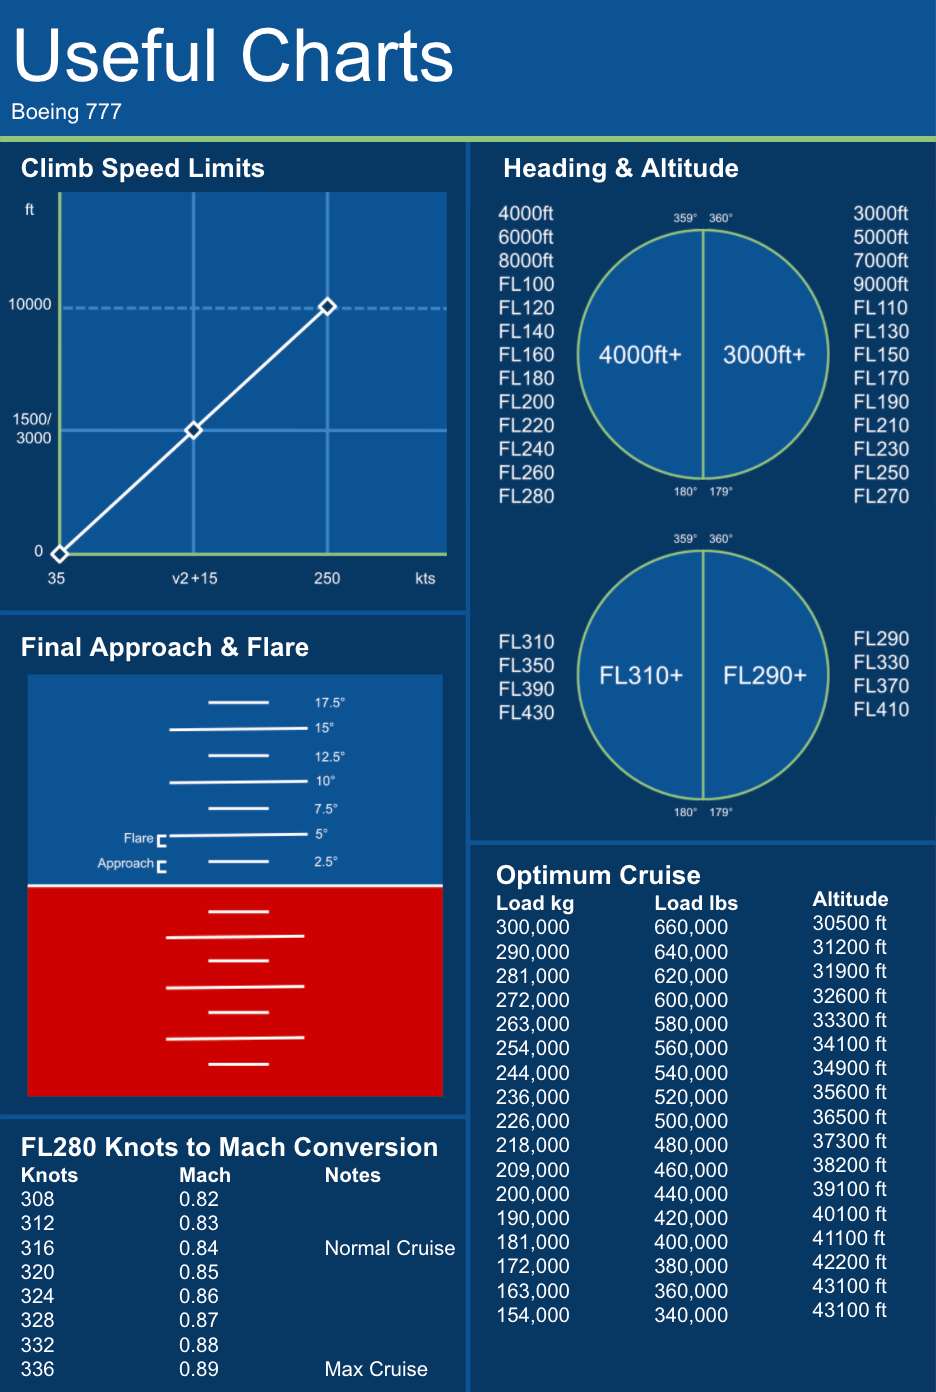 Useful Charts
Boeing 777
Climb Speed Limits
ft
10000
1500/
3000
0
35 v2+15 250 kts
Final Approach & Flare
17.5°
15°
12.5°
10°
7.5°
Flare 5°
Approach 2.5°
FL280 Knots to Mach Conversion
Knots Mach Notes
308 0.82
312 0.83
316 0.84 Normal Cruise
320 0.85
324 0.86
328 0.87
332 0.88
336 0.89 Max Cruise
Heading & Altitude
359° 360°
4000ft 3000ft
6000ft 5000ft
8000ft 7000ft
FL100 9000ft
FL120 FL110
FL140 FL130
FL160 4000ft+ 3000ft+ FL150
FL180 FL170
FL200 FL190
FL220 FL210
FL240 FL230
FL260 FL250
FL280 FL270
180° 179°
359° 360°
FL310 FL290
FL350 FL330
FL310+ FL290+
FL390 FL370
FL430 FL410
180° 179°
Optimum Cruise
Load kg Load lbs Altitude
300,000 660,000 30500 ft
290,000 640,000 31200 ft
281,000 620,000 31900 ft
272,000 600,000 32600 ft
263,000 580,000 33300 ft
254,000 560,000 34100 ft
244,000 540,000 34900 ft
236,000 520,000 35600 ft
226,000 500,000 36500 ft
218,000 480,000 37300 ft
209,000 460,000 38200 ft
200,000 440,000 39100 ft
190,000 420,000 40100 ft
181,000 400,000 41100 ft
172,000 380,000 42200 ft
163,000 360,000 43100 ft
154,000 340,000 43100 ft